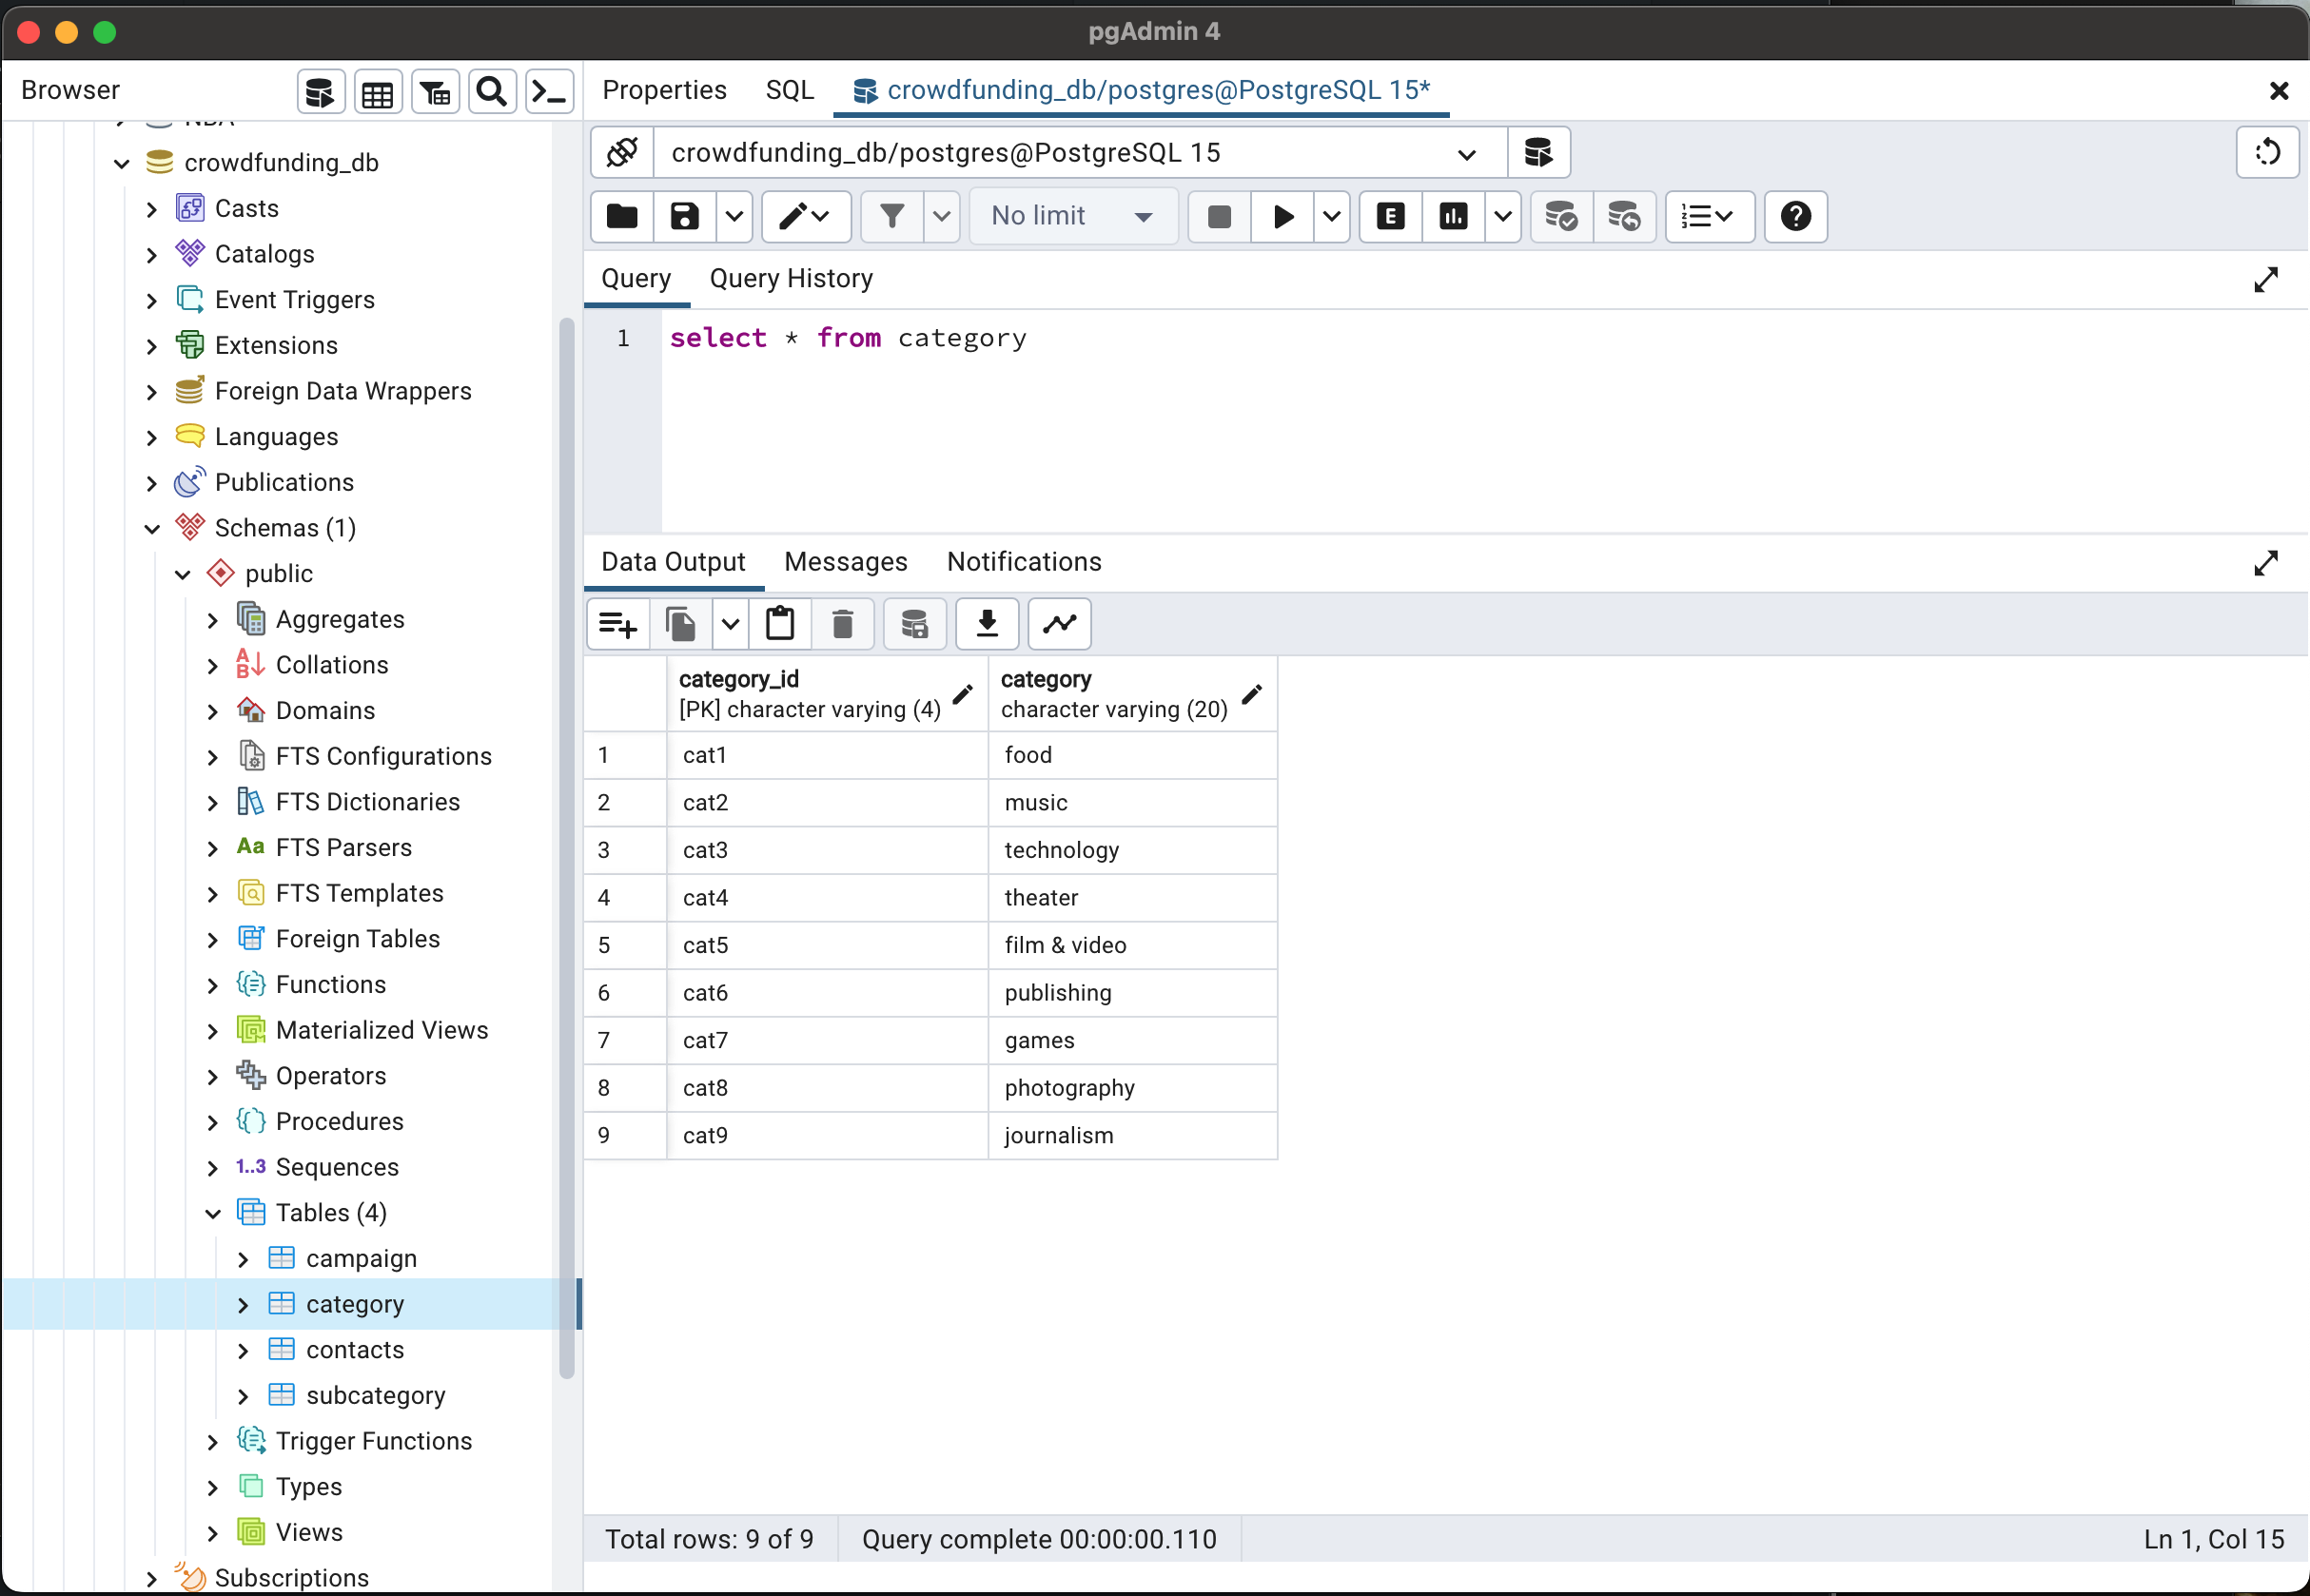 pgAdmin 4
Browser
NBA
crowdfunding_db
Casts
Catalogs
Event Triggers
Extensions
Foreign Data Wrappers
Languages
Publications
Schemas (1)
public
Aggregates
Collations
Domains
FTS Configurations
FTS Dictionaries
Aa FTS Parsers
FTS Templates
Foreign Tables
Functions
Materialized Views
Operators
Procedures
1..3 Sequences
Tables (4)
campaign
category
contacts
subcategory
Trigger Functions
Types
Views
Subscriptions
Properties SQL crowdfunding_db/postgres@PostgreSQL 15*
crowdfunding_db/postgres@PostgreSQL 15
No limit E
Query Query History
1 select * from category
Data Output Messages Notifications
category_id category
[PK] character varying (4) character varying (20)
1 cat1 food
2 cat2 music
3 cat3 technology
4 cat4 theater
5 cat5 film & video
6 cat6 publishing
7 cat7 games
8 cat8 photography
9 cat9 journalism
Total rows: 9 of 9 Query complete 00:00:00.110 Ln 1, Col 15